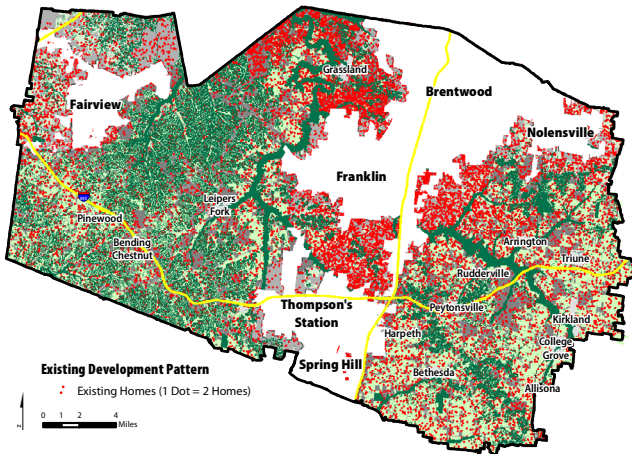 Grassland
Brentwood
Fairview
Nolensville
Franklin
Leipers
Fork
Pinewood
Bending
Chestnut
Arrington
Triune
Rudderville
Thompson's
Station
Peytonsville
Kirkland
Harpeth
College
Grove
Spring Hill
Bethesda
Allisona
Existing Development Pattern
Existing Homes (1 Dot = 2 Homes)
0 1 2 4
Miles